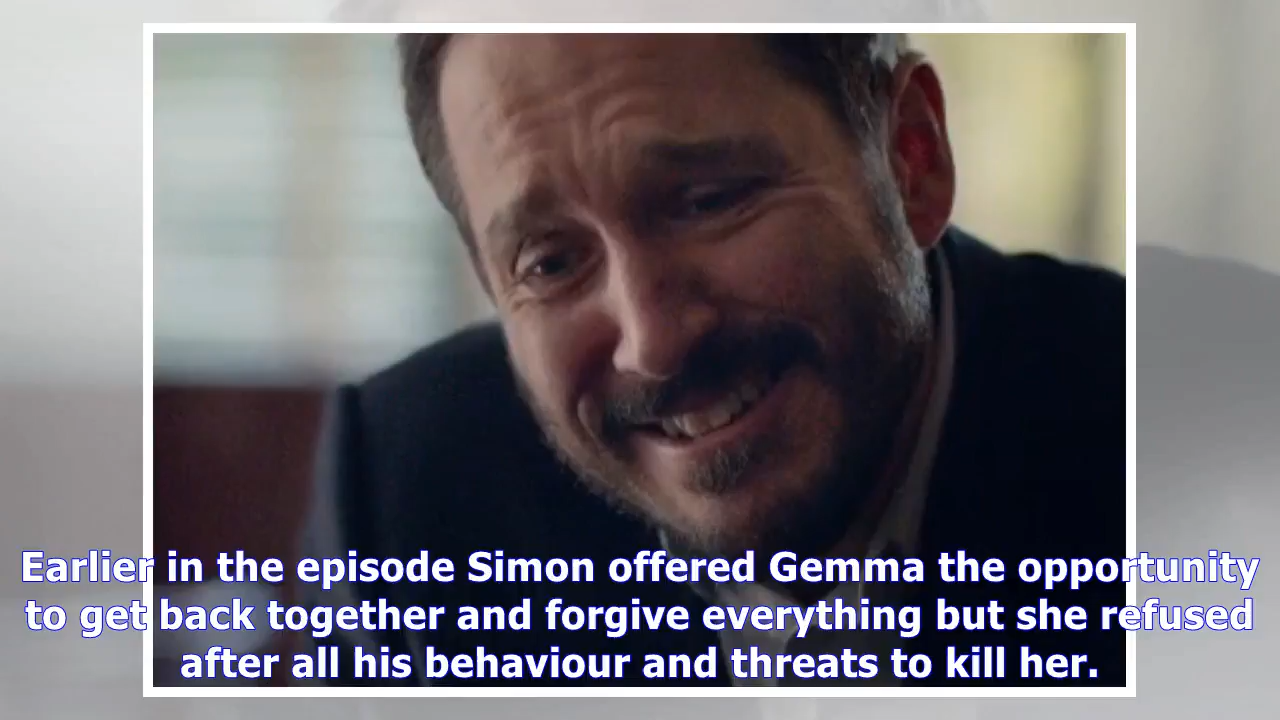 Earlier in the episode Simon offered Gemma the opportunity
to get back together and forgive everything but she refused
after all his behaviour and threats to kill her.